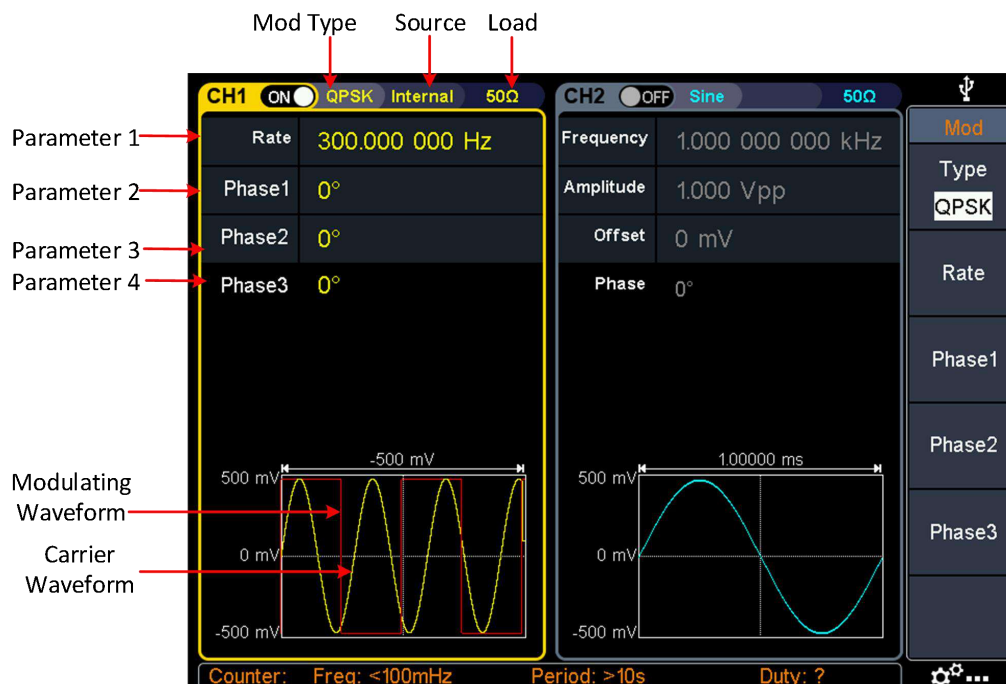 Mod Type Source Load
CH1 ON QPSK Internal 50Ω
CH2 OFF Sine 50Ω
Parameter 1
Parameter 2
Parameter 3
Parameter 4
Rate 300.000 000 Hz
Phase1 0°
Phase2 0°
Phase3 0°
Frequency 1.000 000 000 kHz
Amplitude 1.000 Vpp
Offset 0 mV
Phase 0°
Mod
Type
QPSK
Rate
Phase1
Phase2
Phase3
Modulating
Waveform
Carrier
Waveform
-500 mV
500 mV
0 mV
-500 mV
1.00000 ms
500 mV
0 mV
-500 mV
Counter: Freq: <100mHz Period: >10s Duty: ?